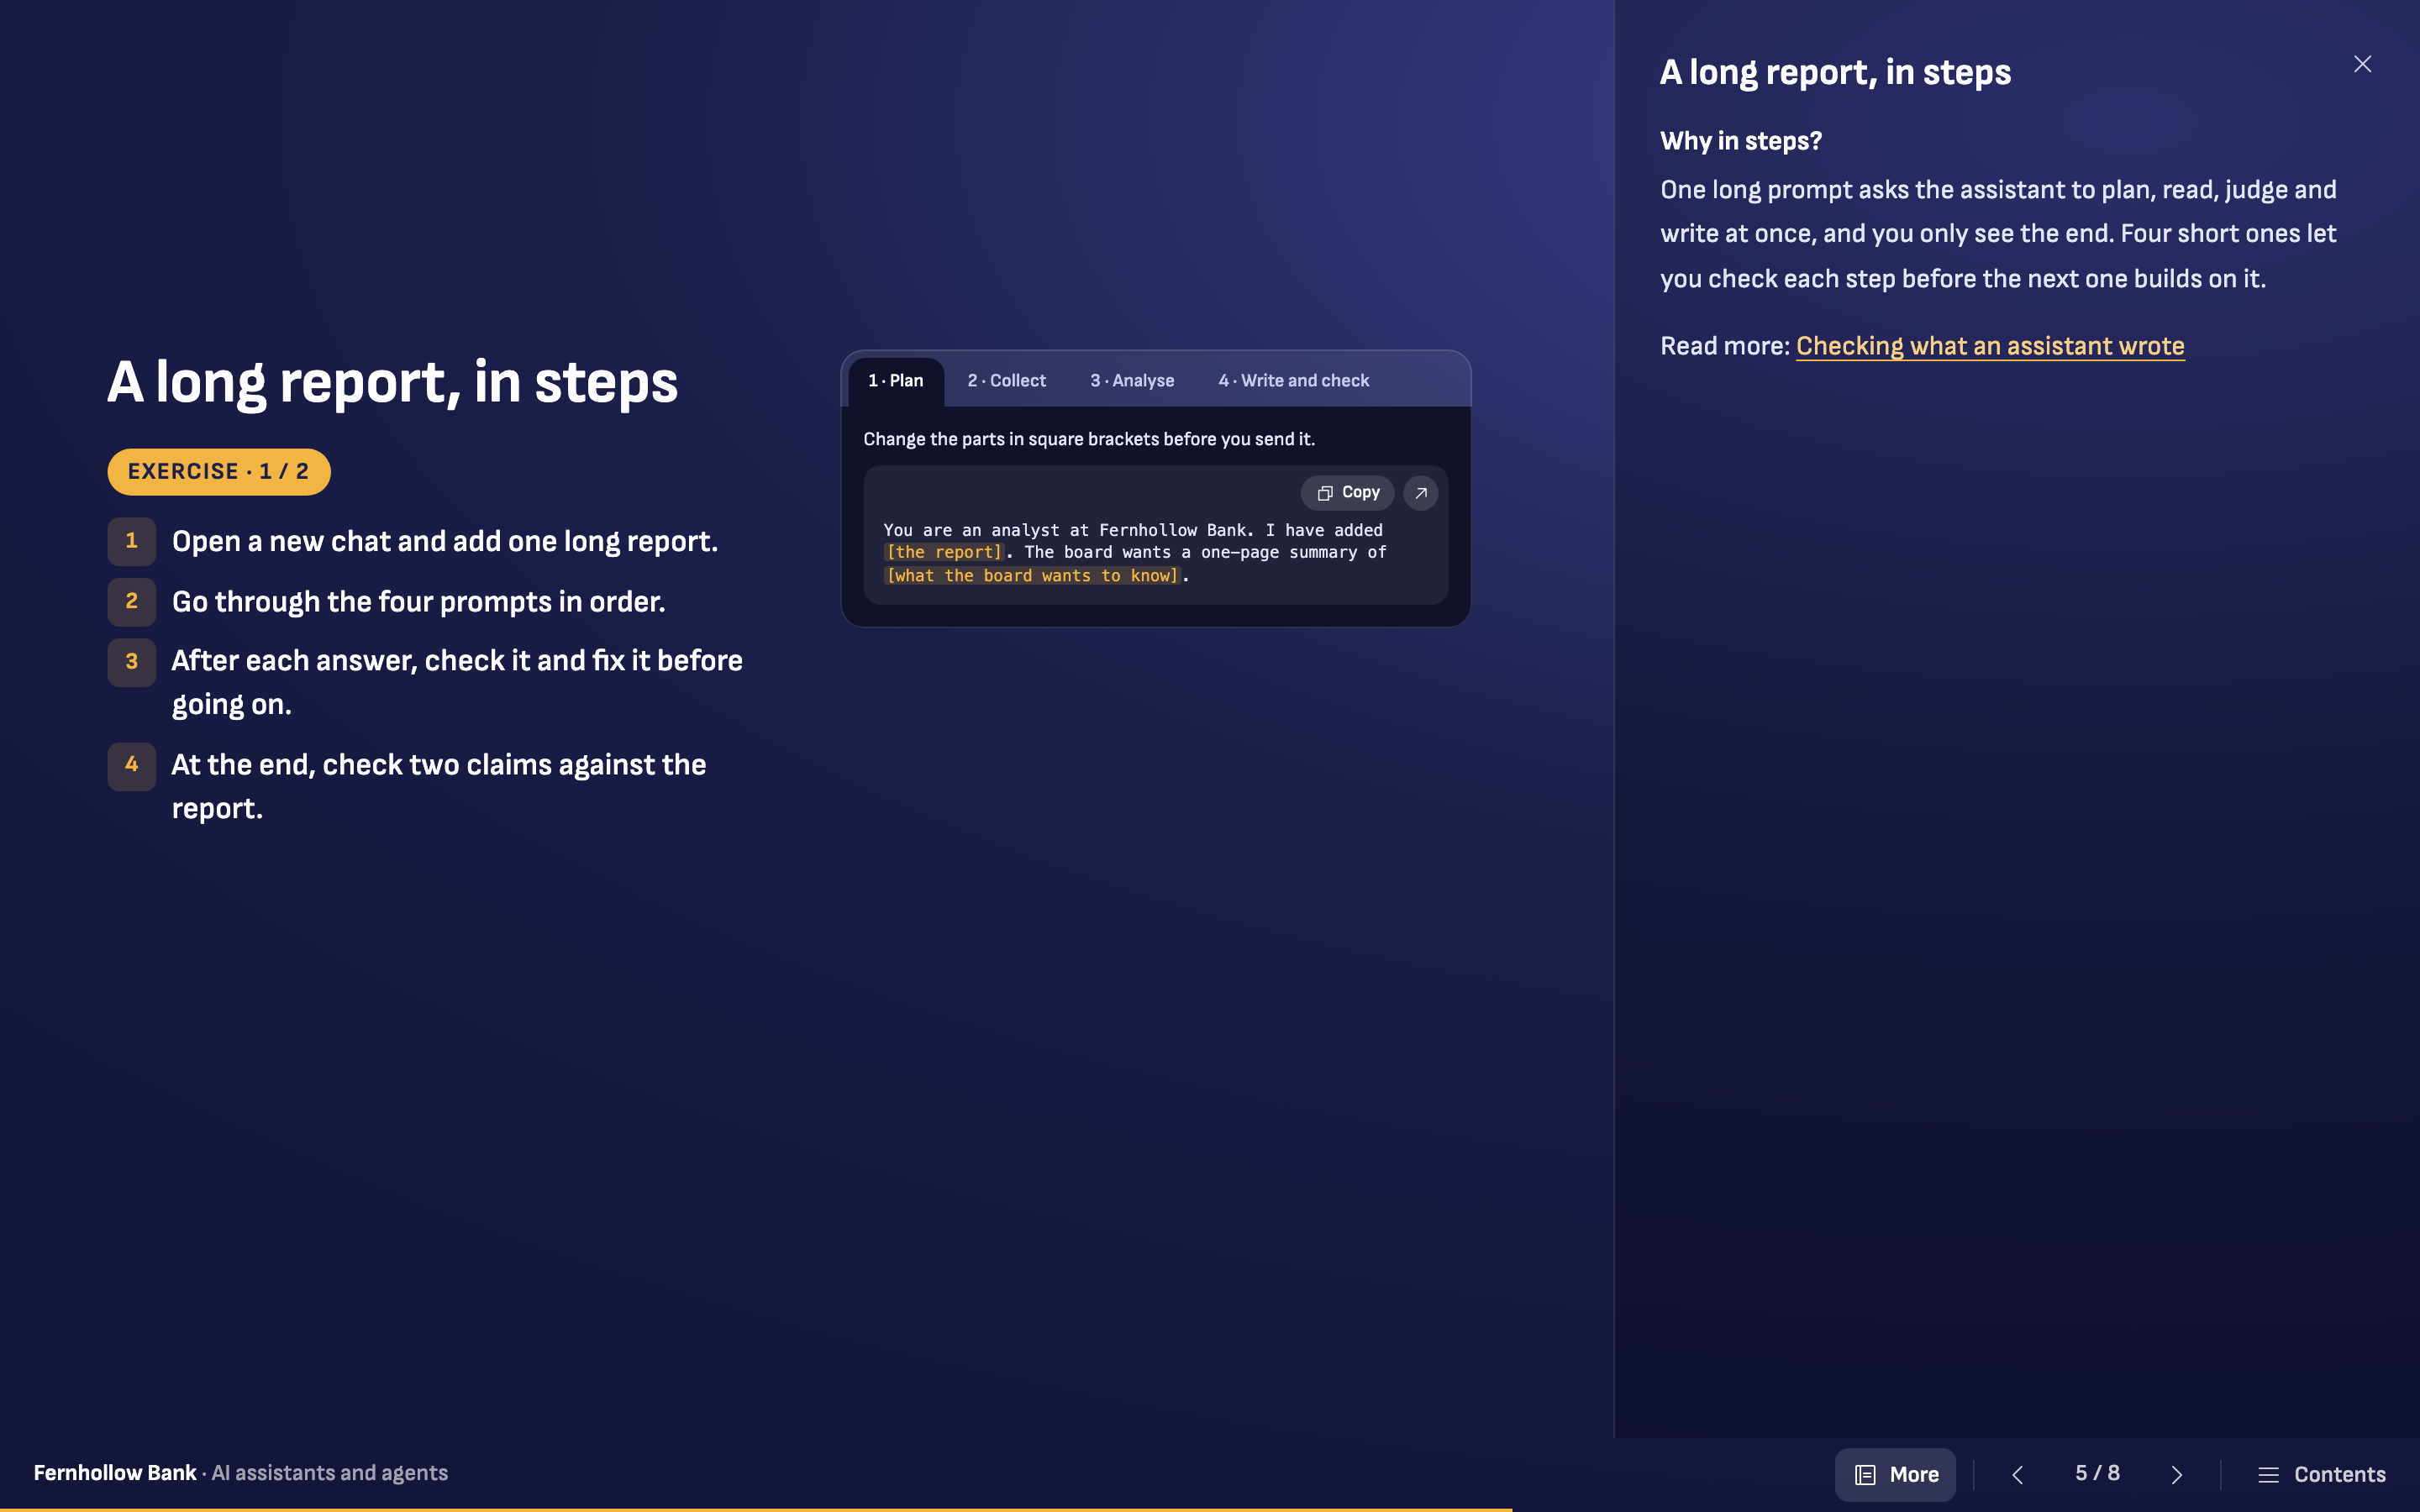 A long report, in steps
EXERCISE · 1 / 2
1 Open a new chat and add one long report.
2 Go through the four prompts in order.
3 After each answer, check it and fix it before
going on.
4 At the end, check two claims against the
report.
1 · Plan 2 · Collect 3 · Analyse 4 · Write and check
Change the parts in square brackets before you send it.
Copy
You are an analyst at Fernhollow Bank. I have added
[the report]. The board wants a one-page summary of
[what the board wants to know].
A long report, in steps
Why in steps?
One long prompt asks the assistant to plan, read, judge and
write at once, and you only see the end. Four short ones let
you check each step before the next one builds on it.
Read more: Checking what an assistant wrote
Fernhollow Bank · AI assistants and agents
More 5 / 8 Contents